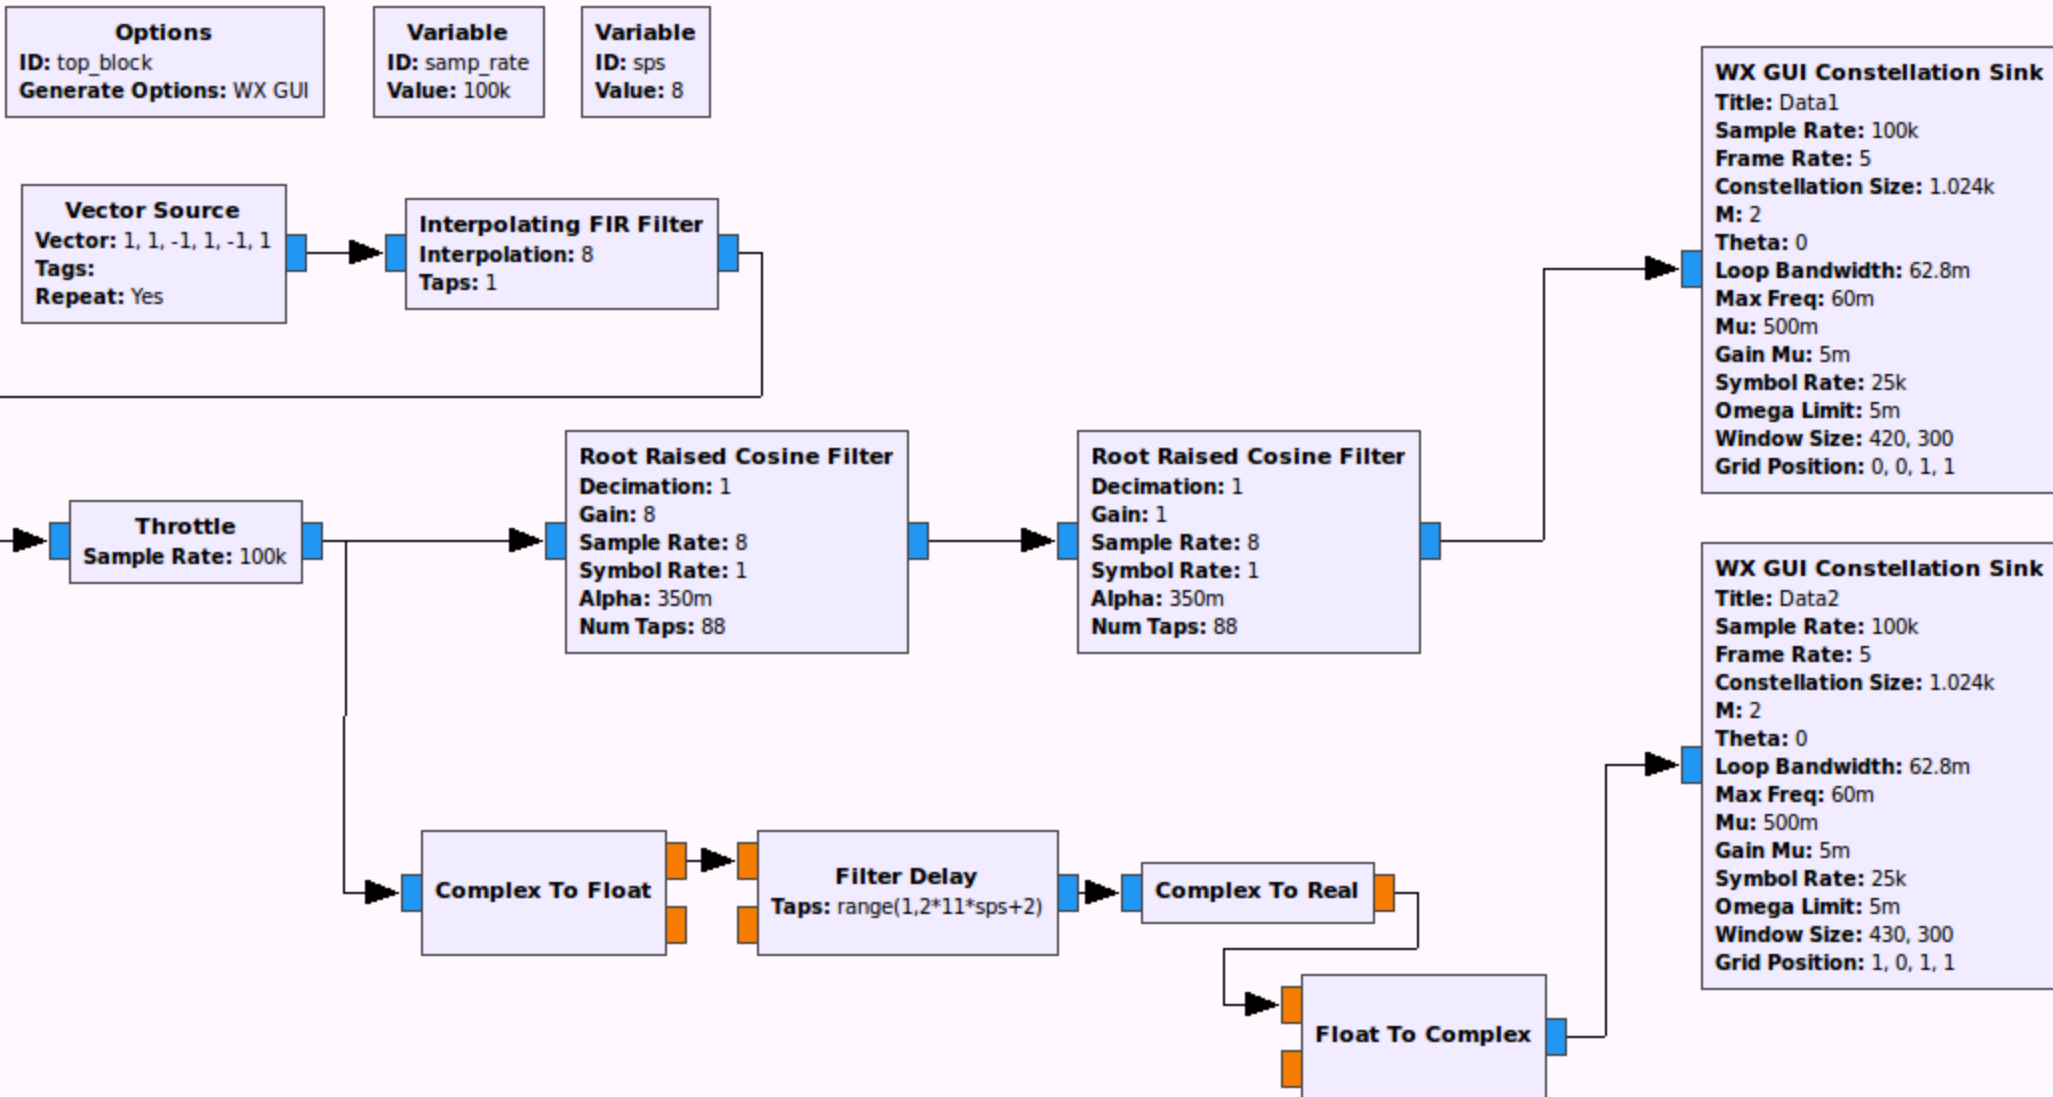 Options
ID: top_block
Generate Options: WX GUI
Variable
ID: samp_rate
Value: 100k
Variable
ID: sps
Value: 8
WX GUI Constellation Sink
Title: Data1
Sample Rate: 100k
Frame Rate: 5
Constellation Size: 1.024k
M: 2
Theta: 0
Loop Bandwidth: 62.8m
Max Freq: 60m
Mu: 500m
Gain Mu: 5m
Symbol Rate: 25k
Omega Limit: 5m
Window Size: 420, 300
Grid Position: 0, 0, 1, 1
Vector Source
Vector: 1, 1, -1, 1, -1, 1
Tags:
Repeat: Yes
Interpolating FIR Filter
Interpolation: 8
Taps: 1
Throttle
Sample Rate: 100k
Root Raised Cosine Filter
Decimation: 1
Gain: 8
Sample Rate: 8
Symbol Rate: 1
Alpha: 350m
Num Taps: 88
Root Raised Cosine Filter
Decimation: 1
Gain: 1
Sample Rate: 8
Symbol Rate: 1
Alpha: 350m
Num Taps: 88
WX GUI Constellation Sink
Title: Data2
Sample Rate: 100k
Frame Rate: 5
Constellation Size: 1.024k
M: 2
Theta: 0
Loop Bandwidth: 62.8m
Max Freq: 60m
Mu: 500m
Gain Mu: 5m
Symbol Rate: 25k
Omega Limit: 5m
Window Size: 430, 300
Grid Position: 1, 0, 1, 1
Complex To Float
Filter Delay
Taps: range(1,2*11*sps+2)
Complex To Real
Float To Complex